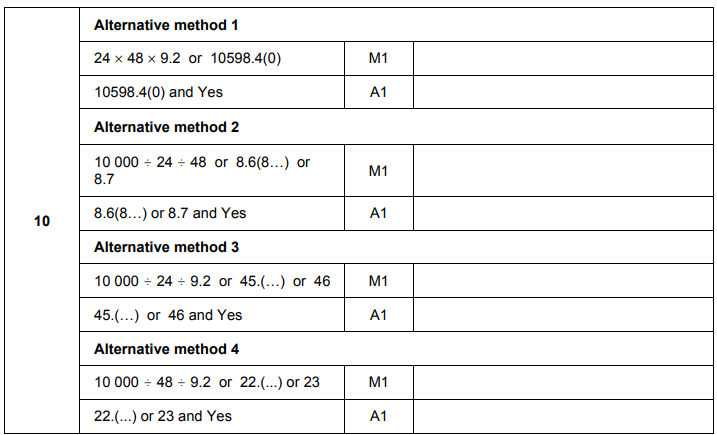 Alternative method 1
24 × 48 × 9.2 or 10598.4(0) M1
10598.4(0) and Yes A1
Alternative method 2
10 000 ÷ 24 ÷ 48 or 8.6(8…) or
8.7 M1
8.6(8…) or 8.7 and Yes A1
10
Alternative method 3
10 000 ÷ 24 ÷ 9.2 or 45.(…) or 46 M1
45.(…) or 46 and Yes A1
Alternative method 4
10 000 ÷ 48 ÷ 9.2 or 22.(...) or 23 M1
22.(...) or 23 and Yes A1